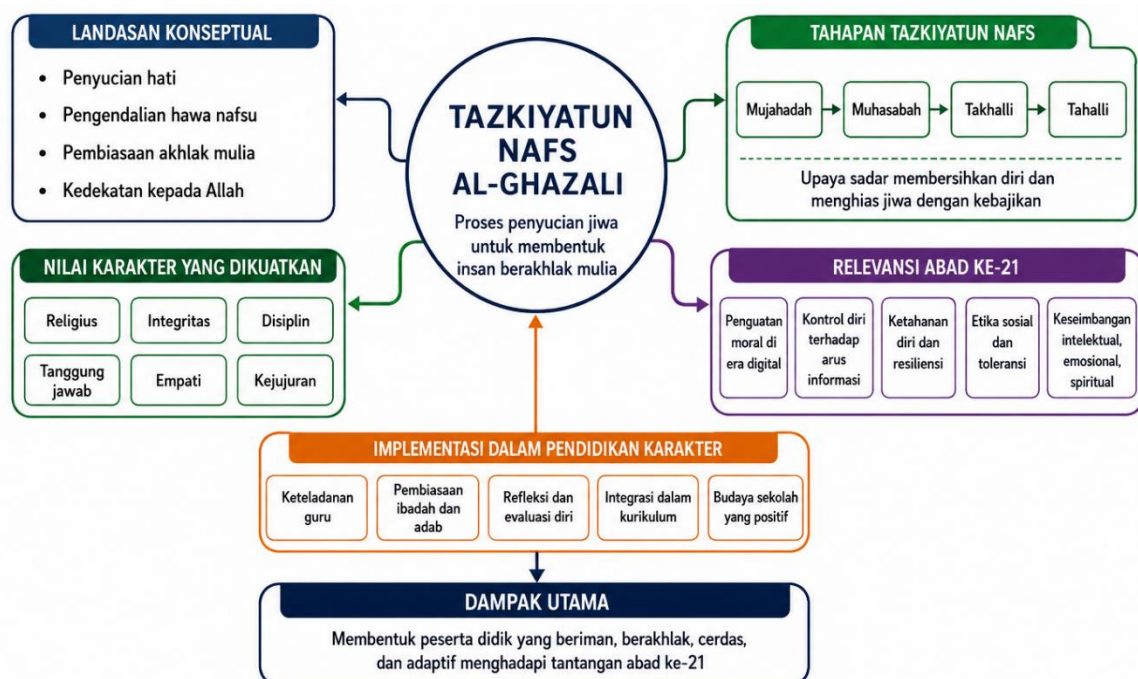 LANDASAN KONSEPTUAL
• Penyucian hati
• Pengendalian hawa nafsu
• Pembiasaan akhlak mulia
• Kedekatan kepada Allah
TAZKIYATUN
NAFS
AL-GHAZALI
Proses penyucian jiwa
untuk membentuk
insan berakhlak mulia
TAHAPAN TAZKIYATUN NAFS
Mujahadah
Muhasabah
Takhalli
Tahalli
Upaya sadar membersihkan diri dan
menghias jiwa dengan kebajikan
NILAI KARAKTER YANG DIKUATKAN
Religius
Integritas
Disiplin
Tanggung
jawab
Empati
Kejujuran
RELEVANSI ABAD KE-21
Penguatan
moral di
era digital
Kontrol diri
terhadap
arus
informasi
Ketahanan
diri dan
resiliensi
Etika sosial
dan
toleransi
Keseimbangan
intelektual,
emosional,
spiritual
IMPLEMENTASI DALAM PENDIDIKAN KARAKTER
Keteladanan
guru
Pembiasaan
ibadah dan
adab
Refleksi dan
evaluasi diri
Integrasi dalam
kurikulum
Budaya sekolah
yang positif
DAMPAK UTAMA
Membentuk peserta didik yang beriman, berakhlak, cerdas,
dan adaptif menghadapi tantangan abad ke-21